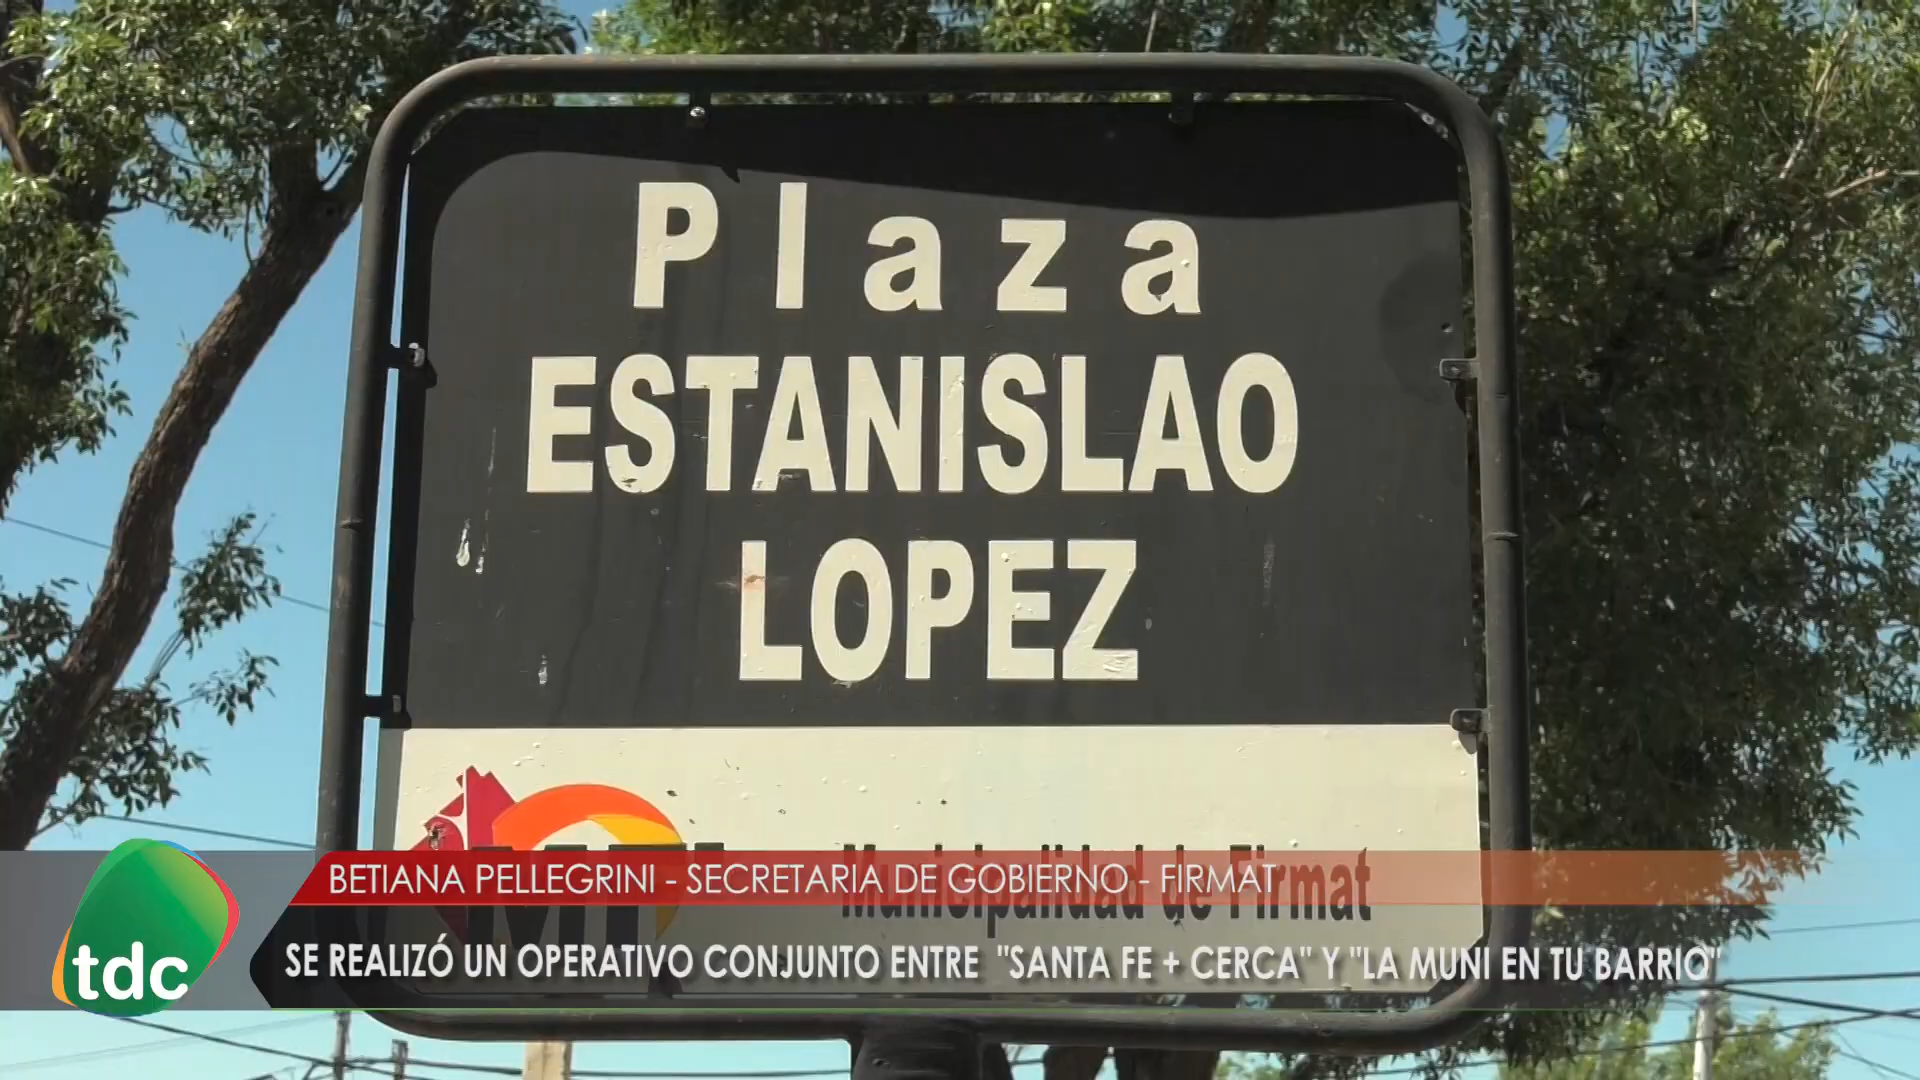 Plaza
ESTANISLAO
LOPEZ
Municipalidad de Firmat
BETIANA PELLEGRINI - SECRETARIA DE GOBIERNO - FIRMAT
SE REALIZÓ UN OPERATIVO CONJUNTO ENTRE "SANTA FE + CERCA" Y "LA MUNI EN TU BARRIO"
tdc